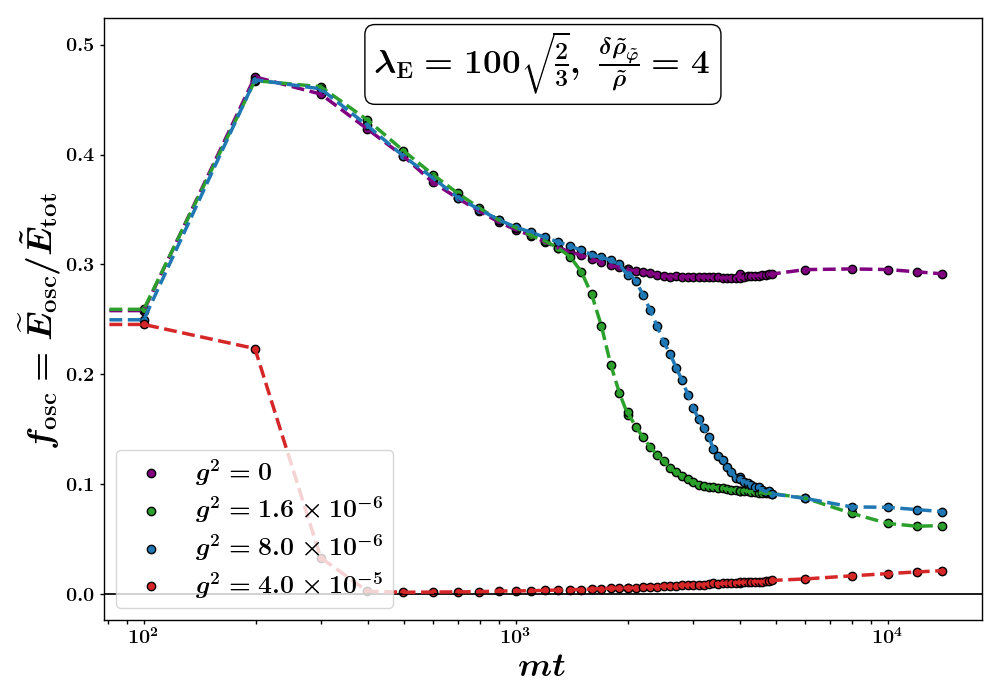 λ_E = 100√(2/3), δρ̃_φ̃/ρ̃ = 4
f_osc = Ẽ_osc/Ẽ_tot
0.5
0.4
0.3
0.2
0.1
0.0
g² = 0
g² = 1.6 × 10⁻⁶
g² = 8.0 × 10⁻⁶
g² = 4.0 × 10⁻⁵
10² 10³ 10⁴
mt